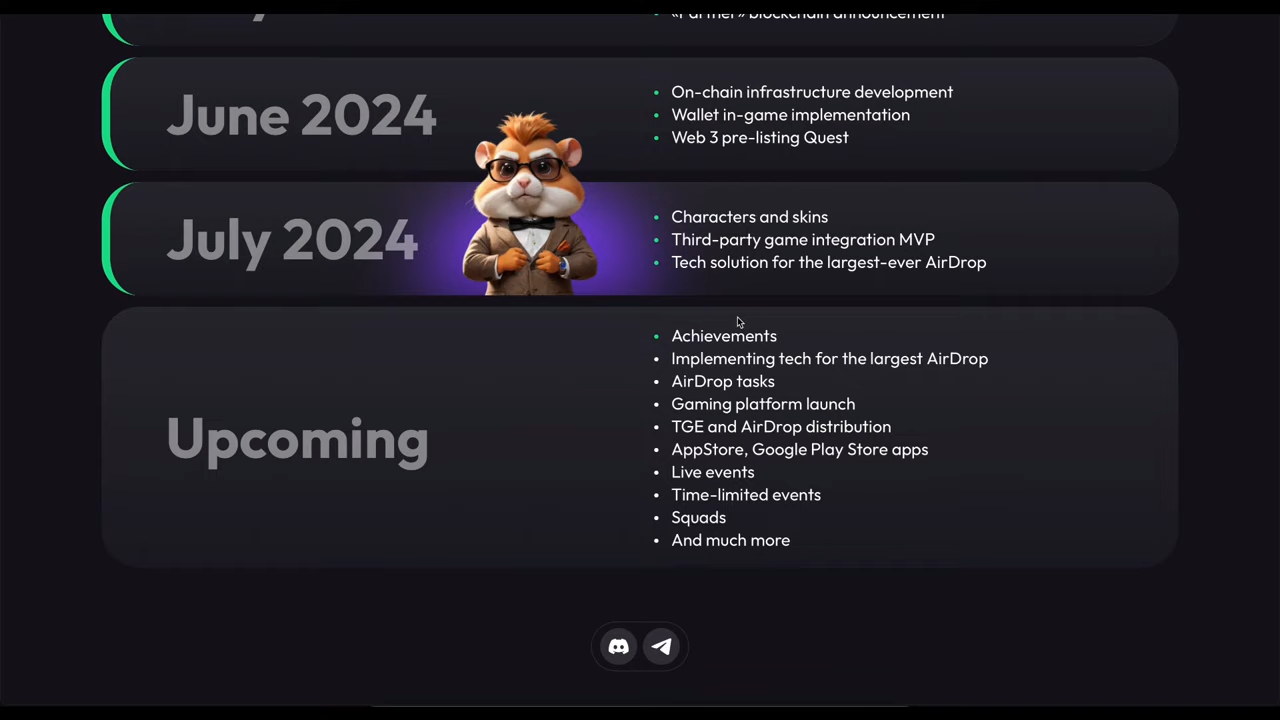 «Partner» blockchain announcement
June 2024
On-chain infrastructure development
Wallet in-game implementation
Web 3 pre-listing Quest
July 2024
Characters and skins
Third-party game integration MVP
Tech solution for the largest-ever AirDrop
Upcoming
Achievements
Implementing tech for the largest AirDrop
AirDrop tasks
Gaming platform launch
TGE and AirDrop distribution
AppStore, Google Play Store apps
Live events
Time-limited events
Squads
And much more